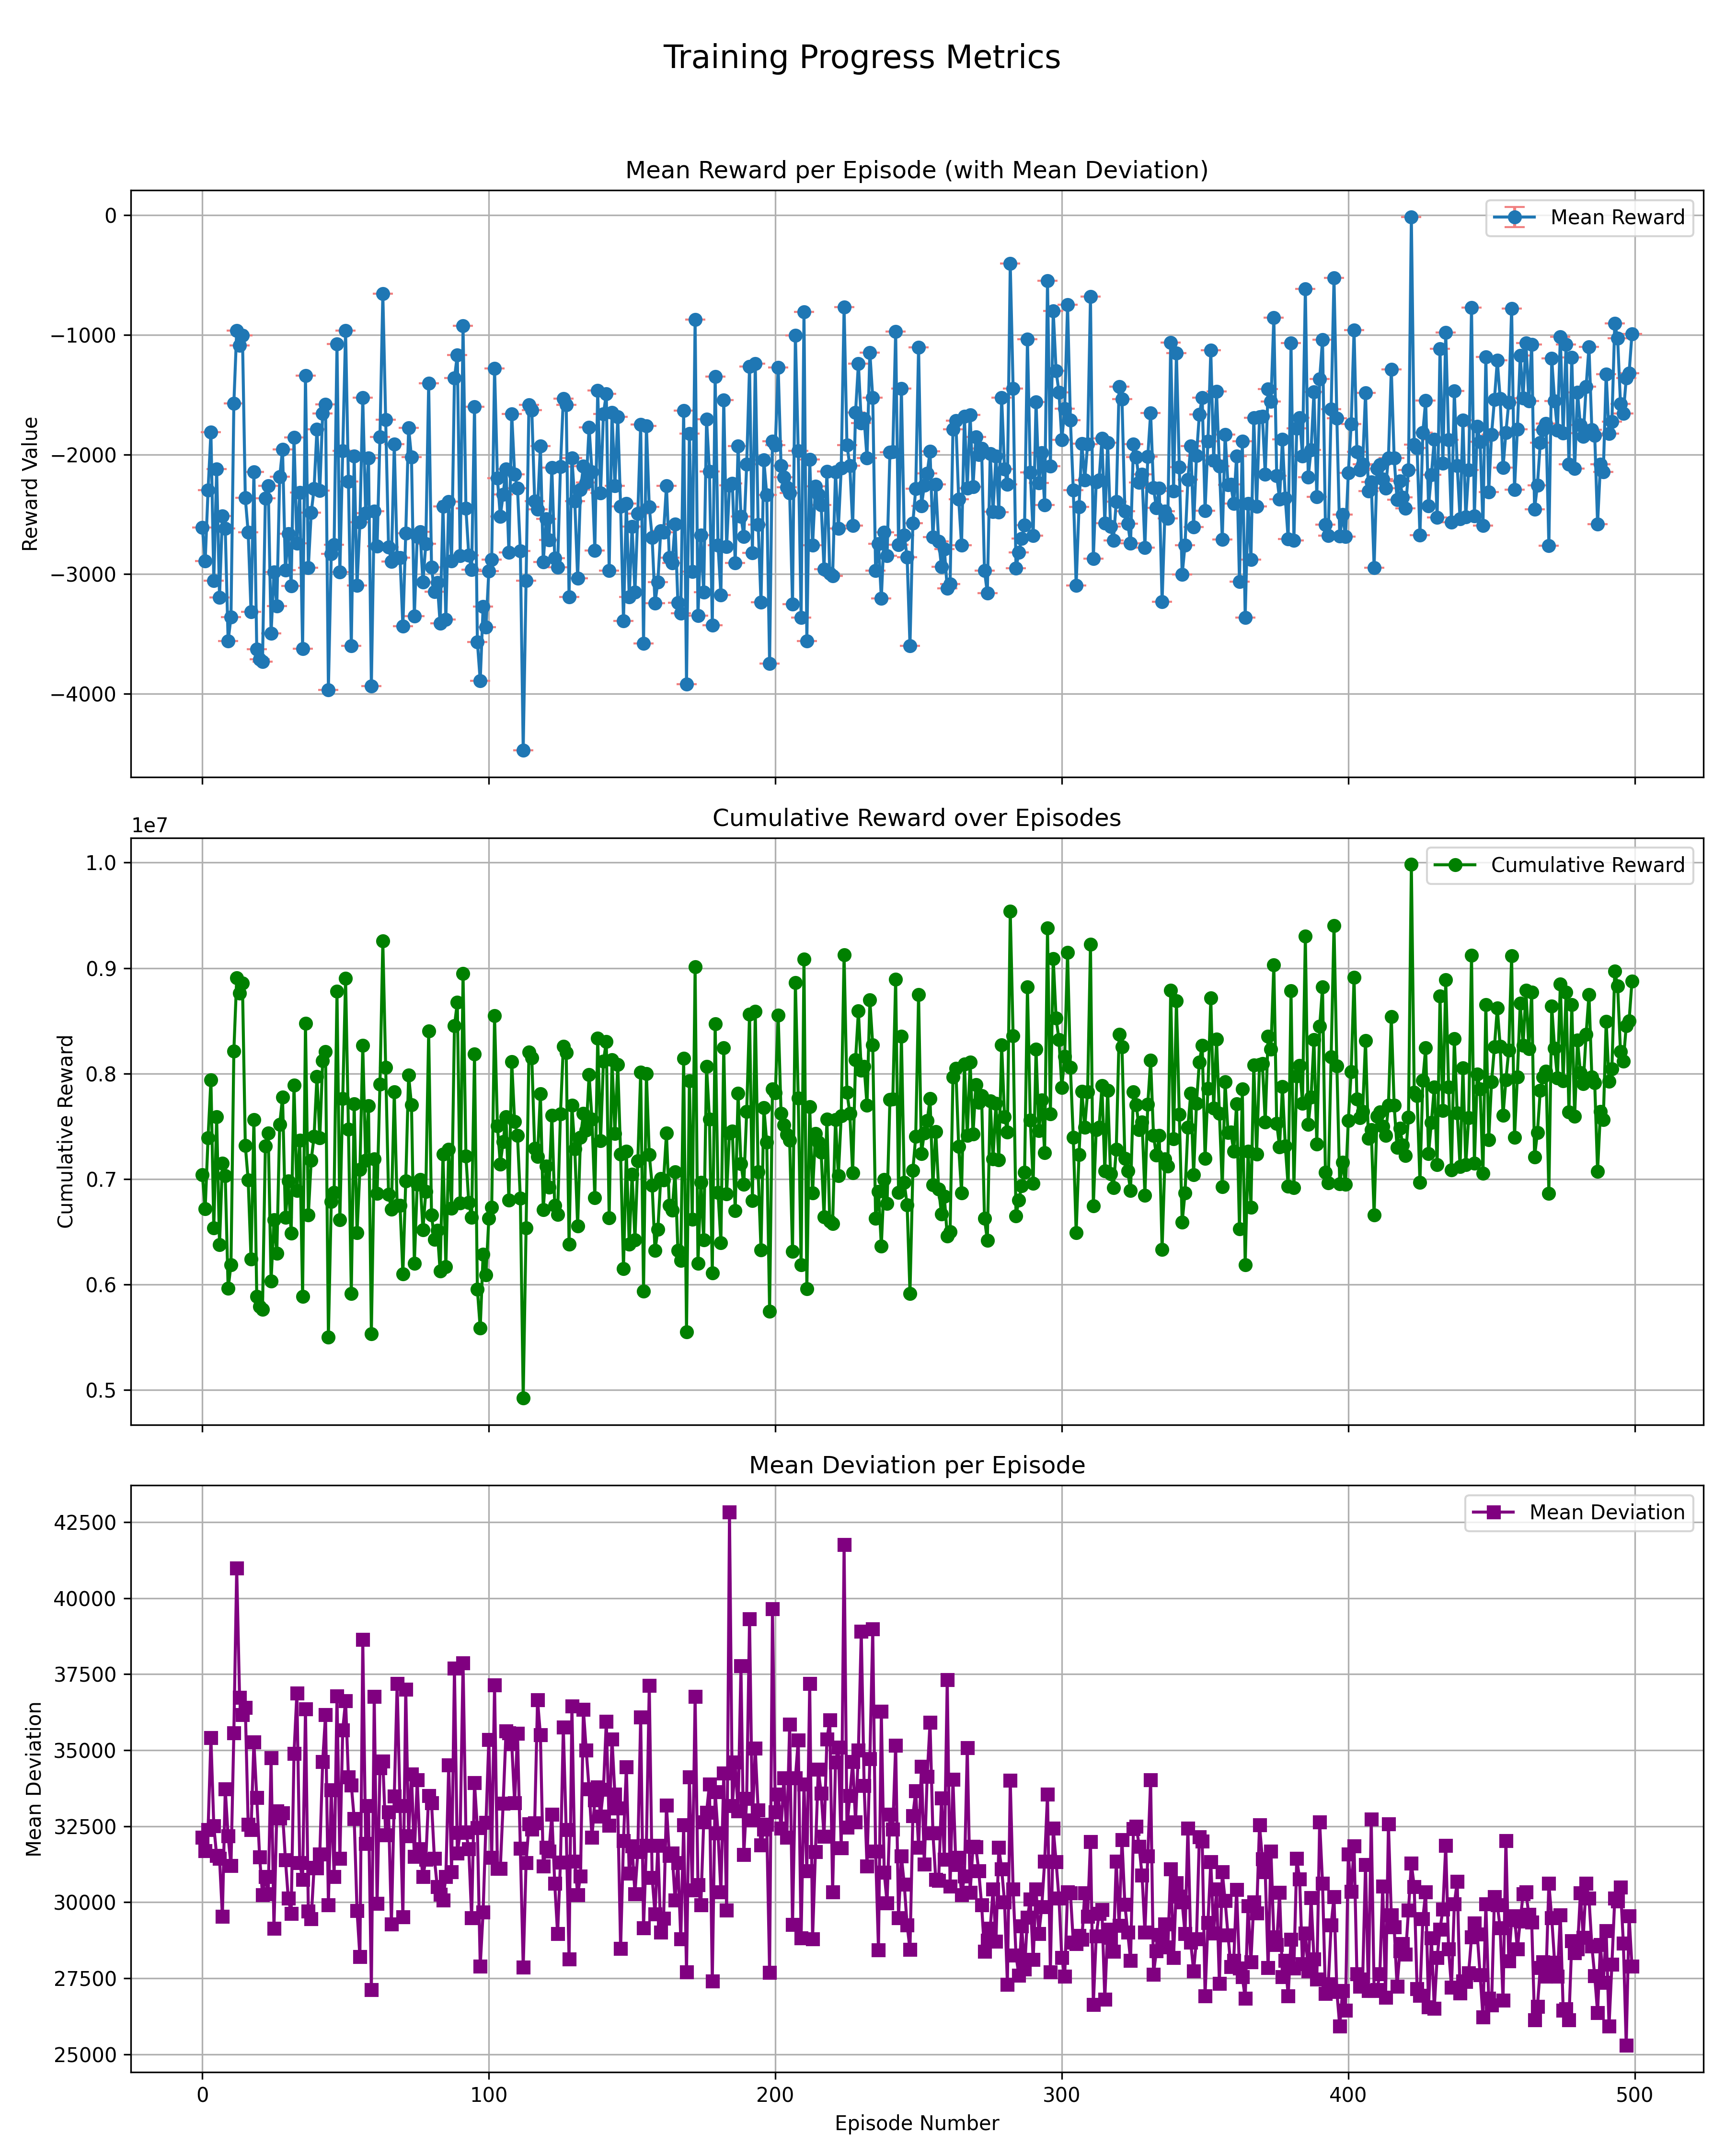 Training Progress Metrics
Mean Reward per Episode (with Mean Deviation)
Mean Reward
Reward Value
0
−1000
−2000
−3000
−4000
Cumulative Reward over Episodes
1e7
Cumulative Reward
Cumulative Reward
1.0
0.9
0.8
0.7
0.6
0.5
Mean Deviation per Episode
Mean Deviation
Mean Deviation
42500
40000
37500
35000
32500
30000
27500
25000
0 100 200 300 400 500
Episode Number